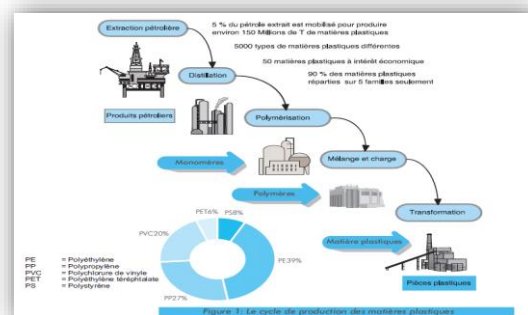 Extraction pétrolière
5 % du pétrole extrait est mobilisé pour produire
environ 150 Millions de T de matières plastiques
5000 types de matières plastiques différentes
50 matières plastiques à intérêt économique
90 % des matières plastiques
réparties sur 5 familles seulement
Distillation
Produits pétroliers
Polymérisation
Monomères
Mélange et charge
Polymères
Transformation
Matière plastiques
Pièces plastiques
PET6%
PS8%
PVC20%
PE39%
PP27%
PE = Polyéthylène
PP = Polypropylène
PVC = Polychlorure de vinyle
PET = Polyéthylène téréphtalate
PS = Polystyrène
Figure 1: Le cycle de production des matières plastiques